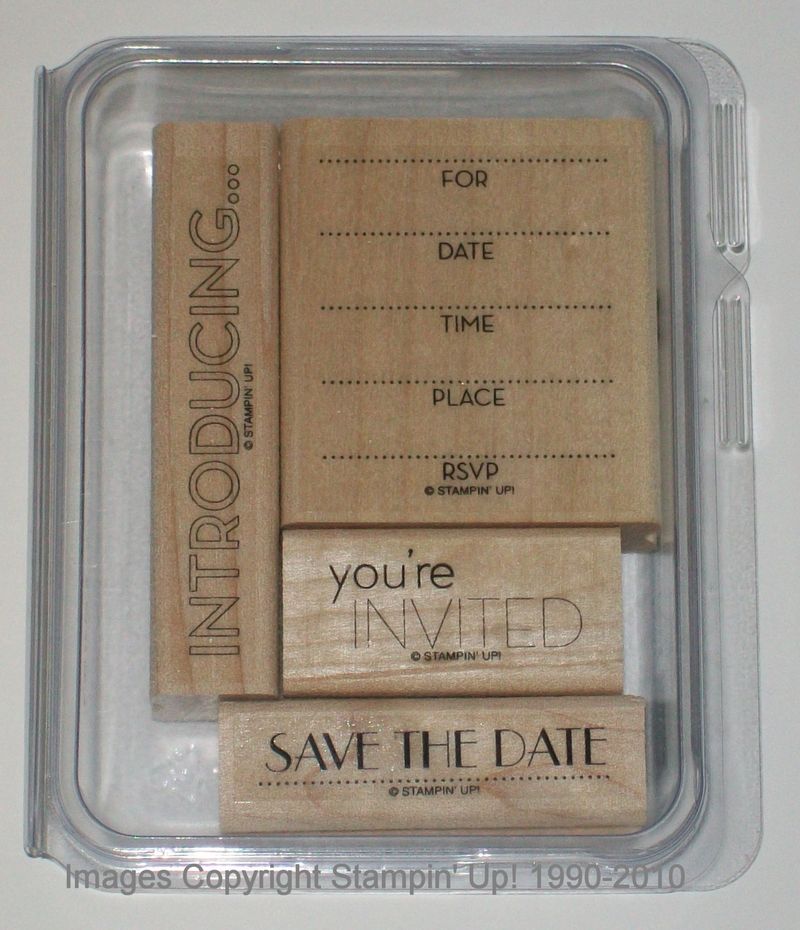 INTRODUCING...
© STAMPIN' UP!
FOR
DATE
TIME
PLACE
RSVP
© STAMPIN' UP!
you're
INVITED
© STAMPIN' UP!
SAVE THE DATE
© STAMPIN' UP!
Images Copyright Stampin' Up! 1990-2010